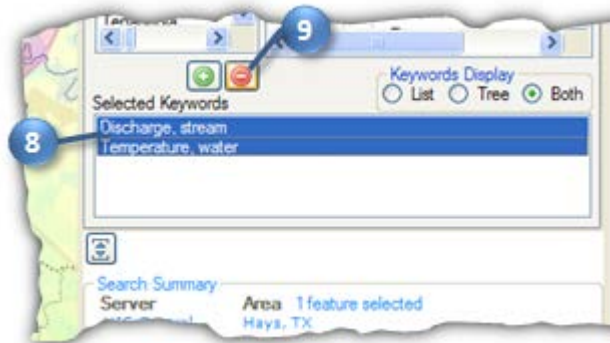 9
Keywords Display
List Tree Both
Selected Keywords
8
Discharge, stream
Temperature, water
Search Summary
Server Area 1 feature selected
Hays, TX